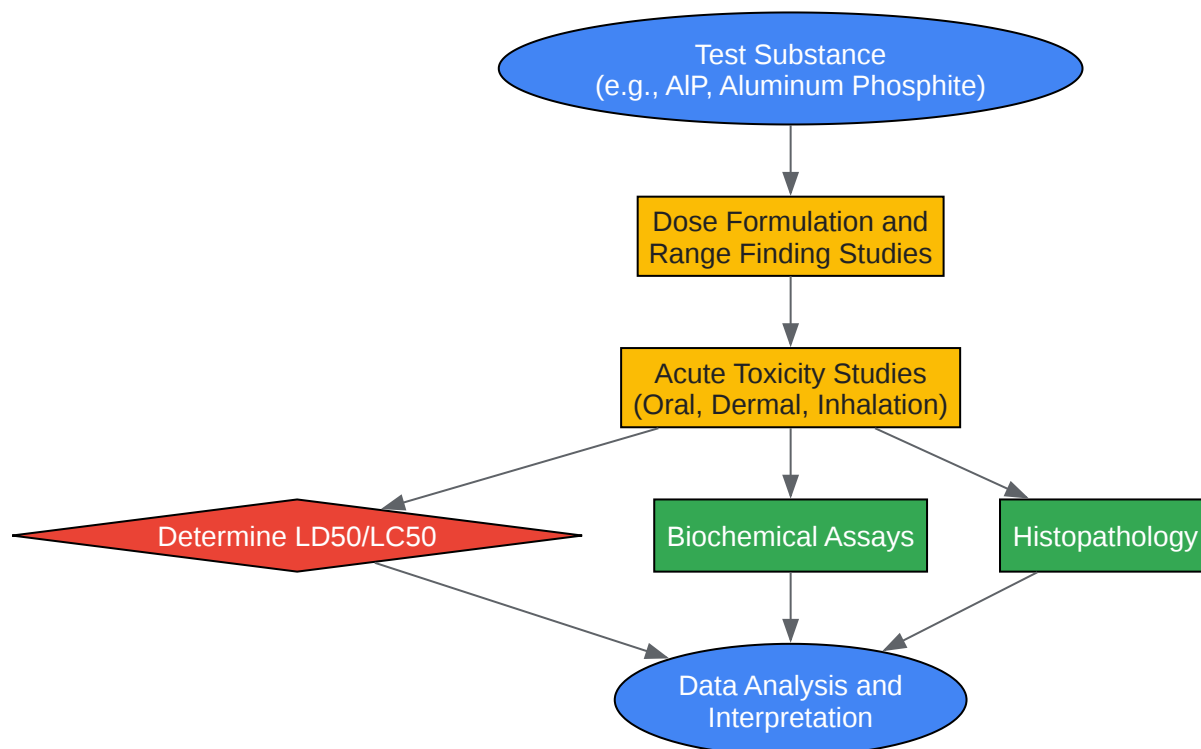 Test Substance
(e.g., AlP, Aluminum Phosphite)
Dose Formulation and
Range Finding Studies
Acute Toxicity Studies
(Oral, Dermal, Inhalation)
Determine LD50/LC50
Biochemical Assays
Histopathology
Data Analysis and
Interpretation